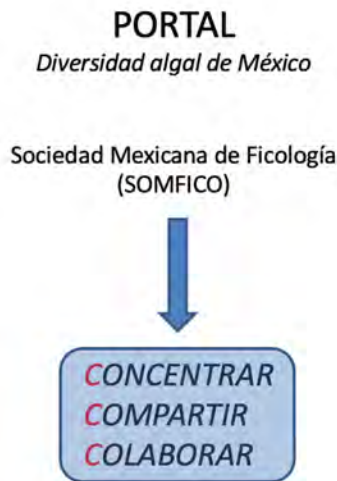 PORTAL
Diversidad algal de México
Sociedad Mexicana de Ficología
(SOMFICO)
CONCENTRAR
COMPARTIR
COLABORAR